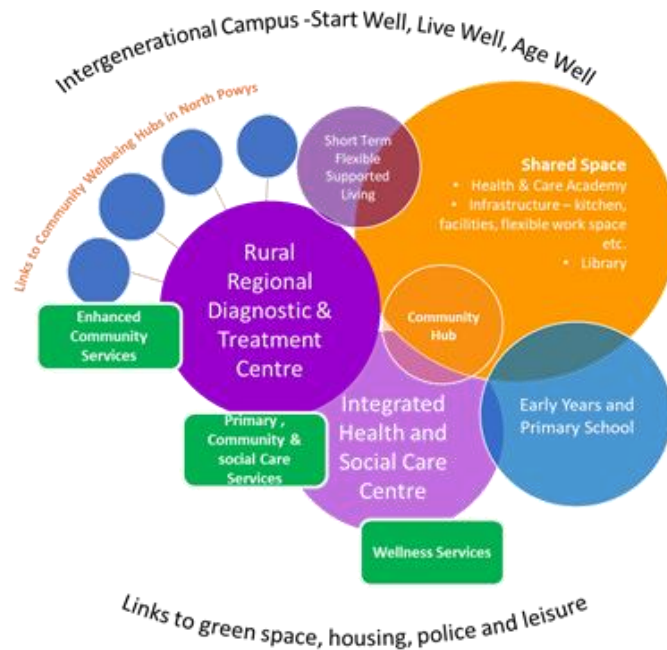 Intergenerational Campus -Start Well, Live Well, Age Well
Links to Community Wellbeing Hubs in North Powys
Short Term
Flexible
Supported
Living
Shared Space
• Health & Care Academy
• Infrastructure – kitchen,
facilities, flexible work space
etc.
• Library
Rural
Regional
Diagnostic &
Treatment
Centre
Community
Hub
Enhanced
Community
Services
Primary ,
Community &
social Care
Services
Integrated
Health and
Social Care
Centre
Early Years and
Primary School
Wellness Services
Links to green space, housing, police and leisure